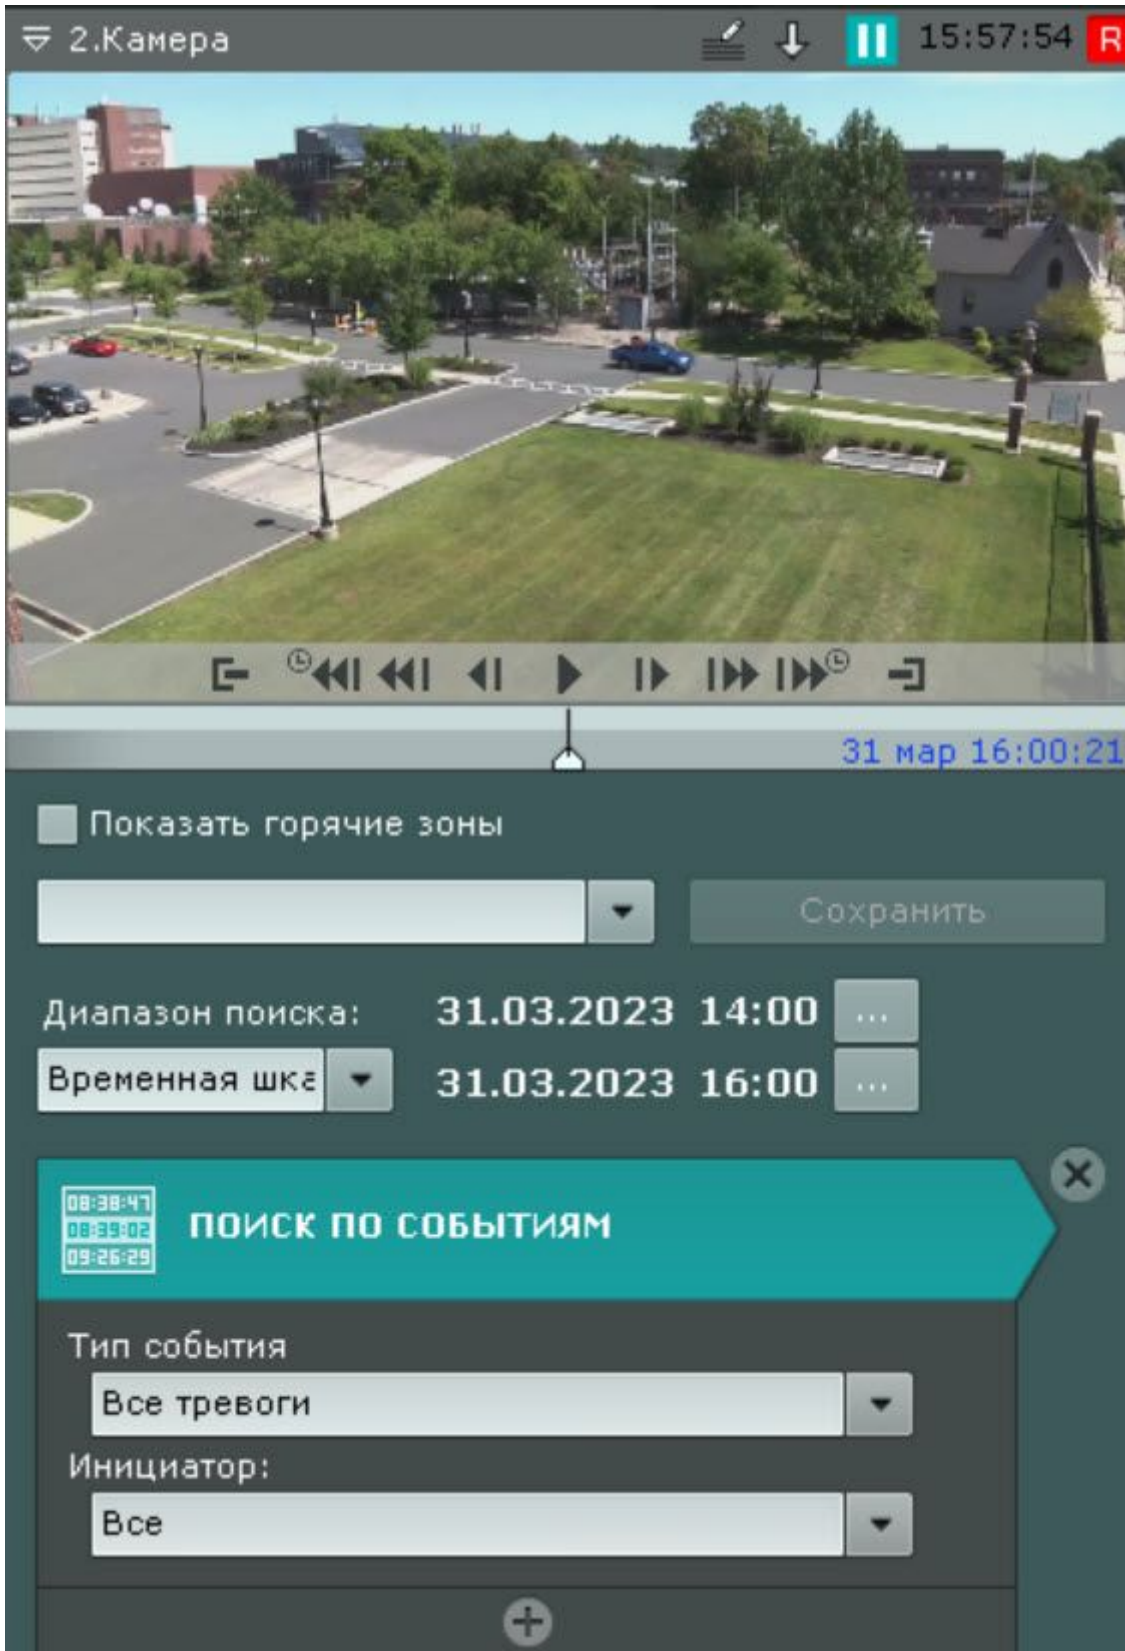 2.Камера 15:57:54 R
31 мар 16:00:21
Показать горячие зоны
Сохранить
Диапазон поиска: 31.03.2023 14:00 ...
Временная шка 31.03.2023 16:00 ...
08:38:47
08:39:02
09:26:29
ПОИСК ПО СОБЫТИЯМ
Тип события
Все тревоги
Инициатор:
Все